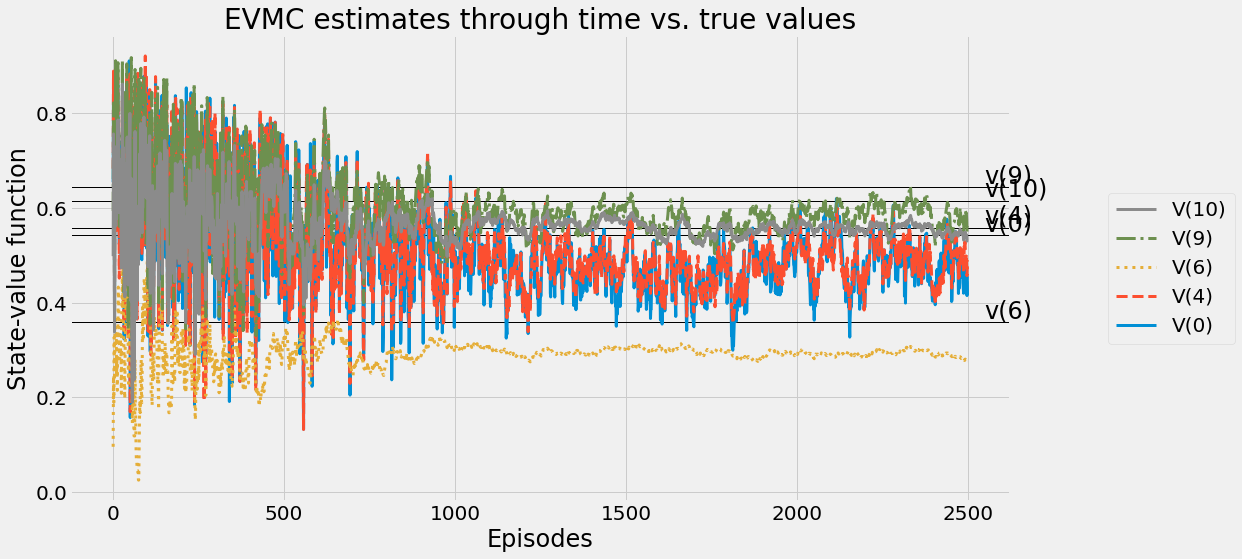 EVMC estimates through time vs. true values
State-value function
0.8
0.6
0.4
0.2
0.0
v(9)
v(10)
v(4)
v(0)
v(6)
V(10)
V(9)
V(6)
V(4)
V(0)
0 500 1000 1500 2000 2500
Episodes